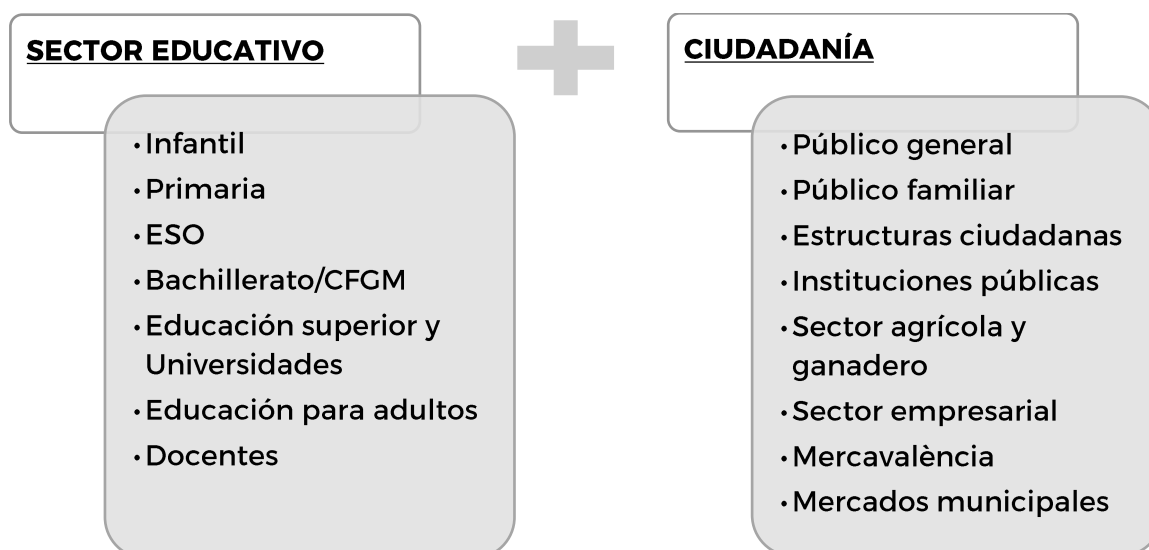 SECTOR EDUCATIVO
•Infantil
•Primaria
•ESO
•Bachillerato/CFGM
•Educación superior y
Universidades
•Educación para adultos
•Docentes
CIUDADANÍA
•Público general
•Público familiar
•Estructuras ciudadanas
•Instituciones públicas
•Sector agrícola y
ganadero
•Sector empresarial
•Mercavalència
•Mercados municipales